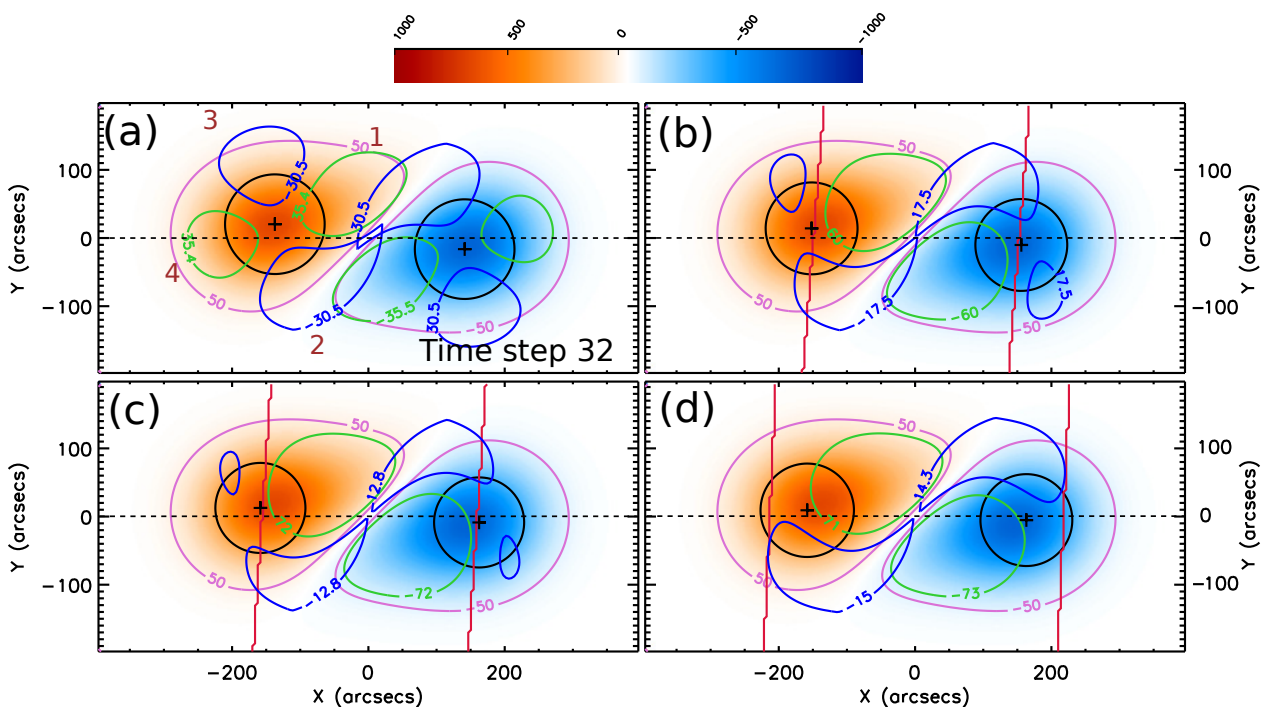 1000 500 0 −500 −1000
(a) 3 1 50 −30.5 35.4 −30.5 35.4 4 50 −30.5 −35.5 30.5 −50 2 Time step 32
(b) 50 17.5 60 17.5 −17.5 −60 −50 50
100 0 −100
Y (arcsecs)
100 0 −100
Y (arcsecs)
(c) 50 12.8 72 50 −12.8 −72 −50
(d) 50 14.3 71 50 −15 −73 −50
100 0 −100
Y (arcsecs)
100 0 −100
Y (arcsecs)
−200 0 200
X (arcsecs)
−200 0 200
X (arcsecs)